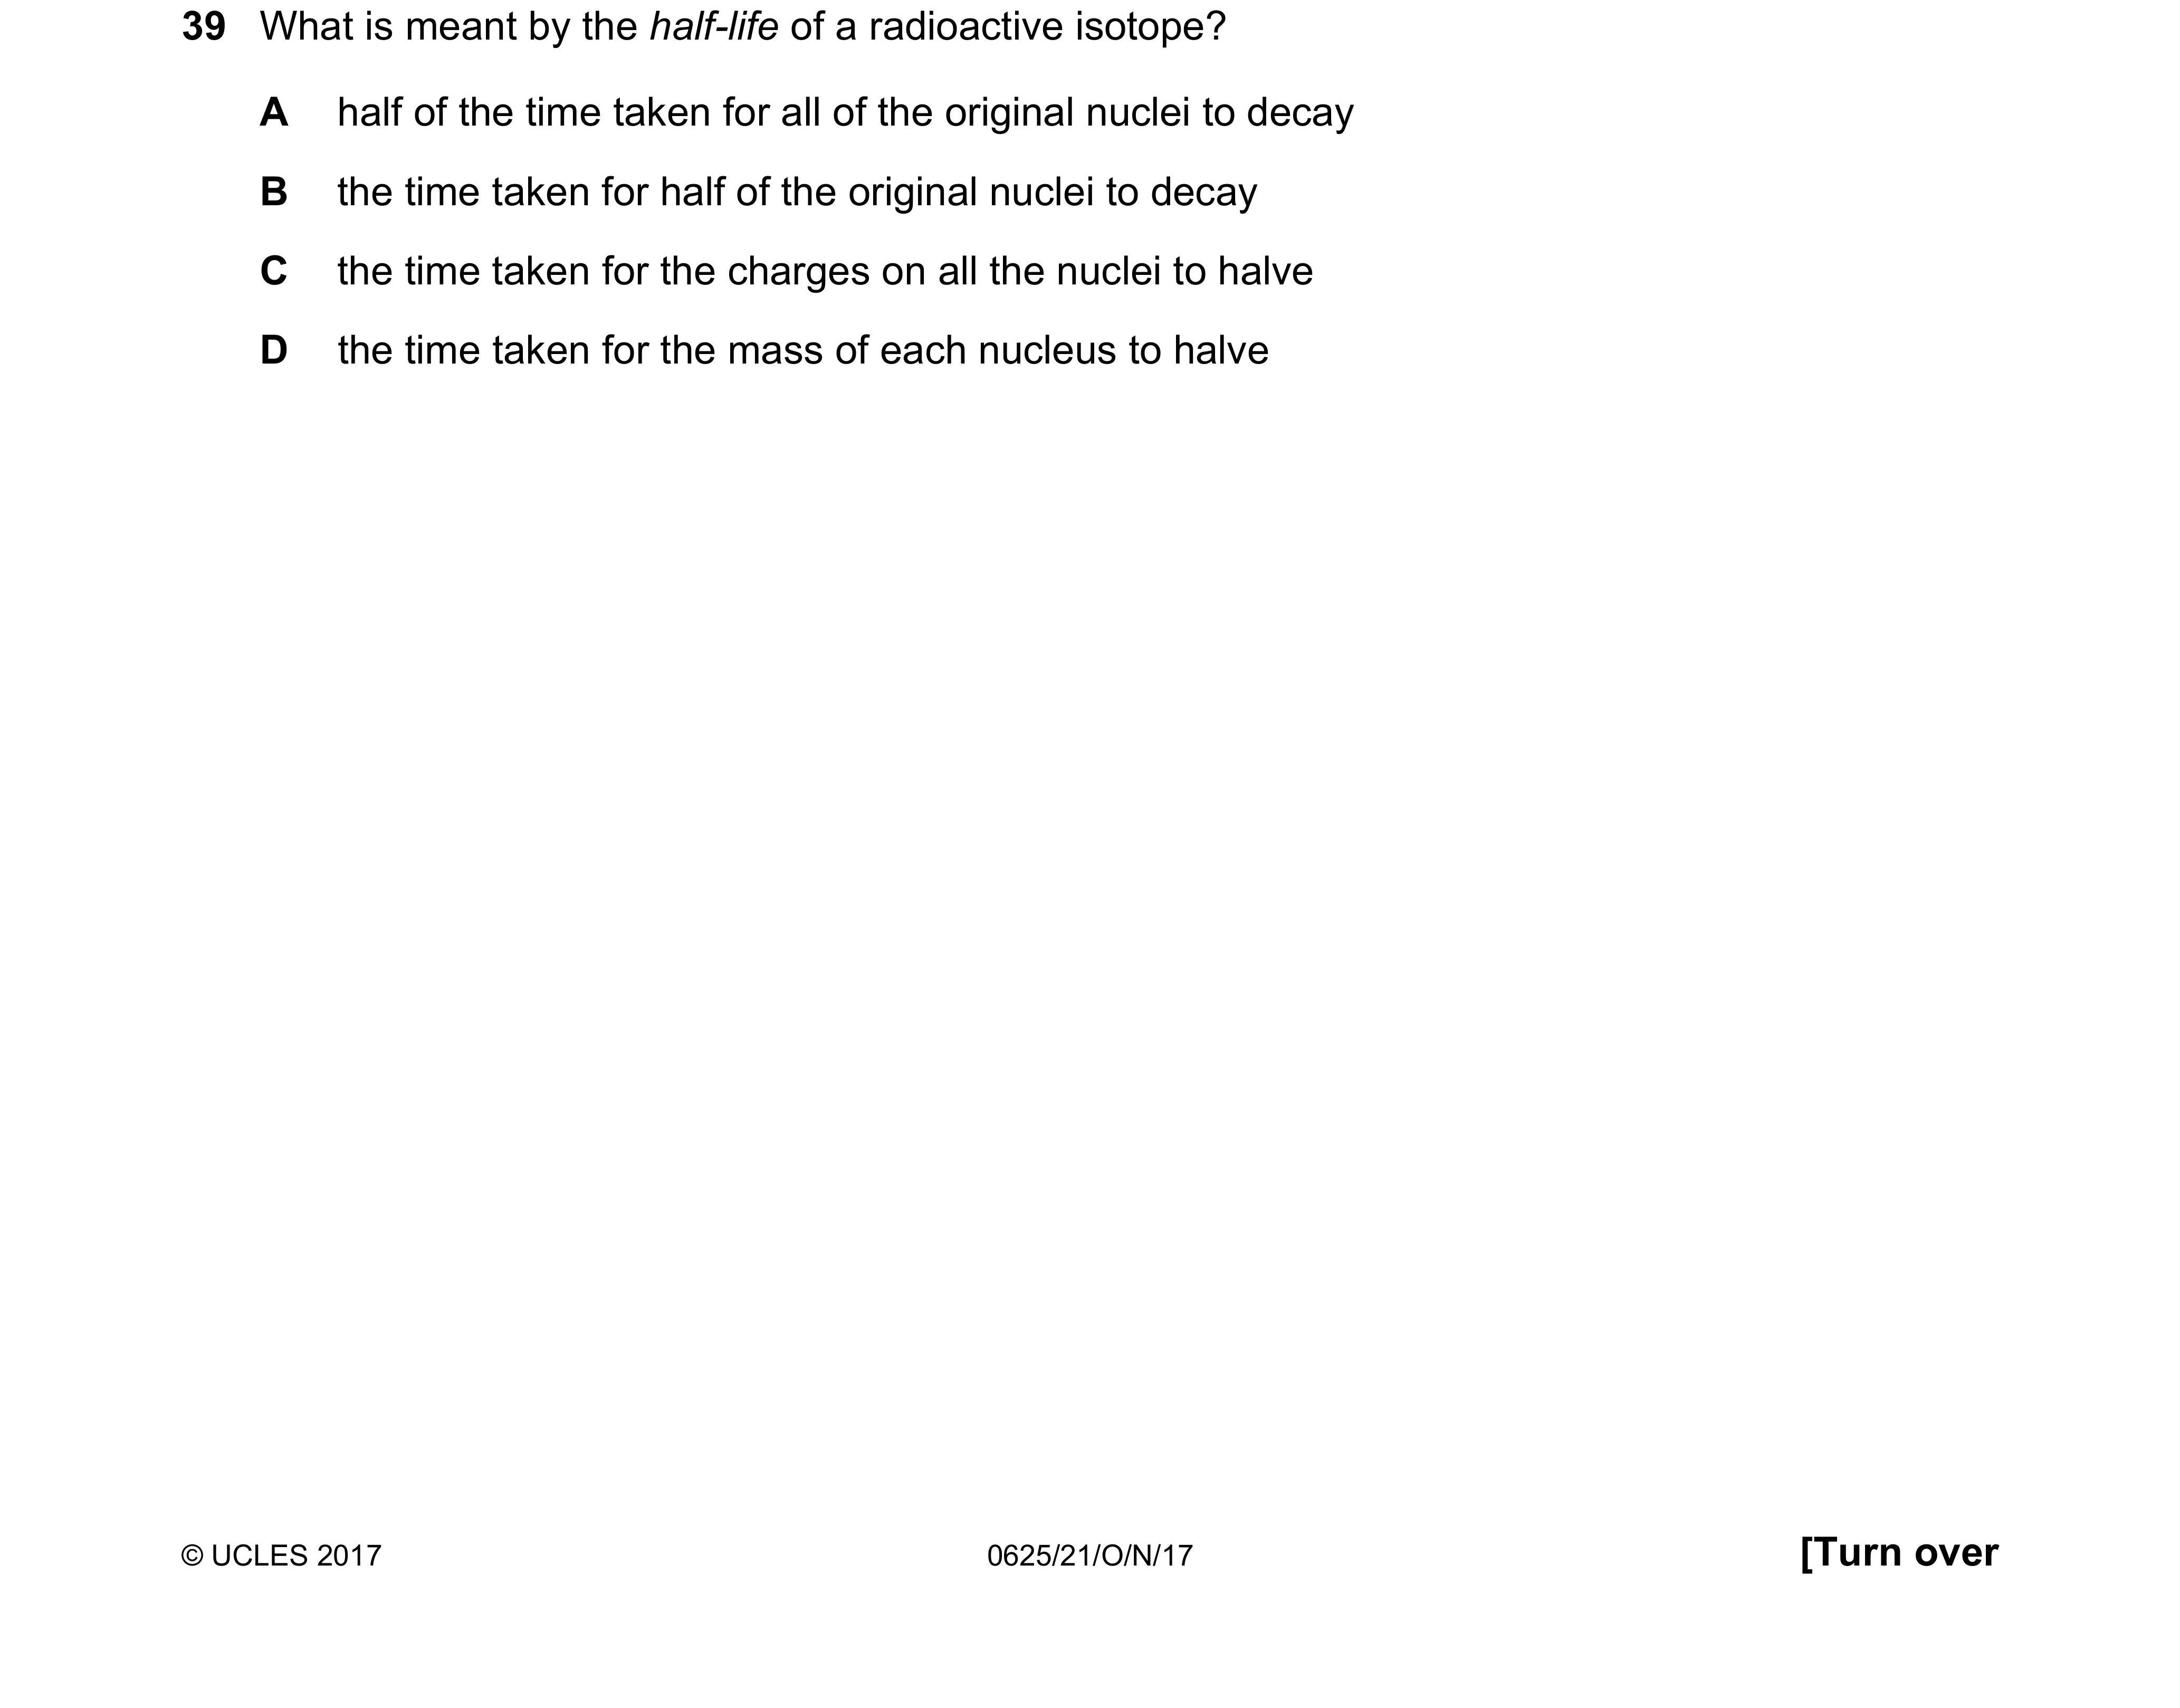 39 What is meant by the half-life of a radioactive isotope?
A half of the time taken for all of the original nuclei to decay
B the time taken for half of the original nuclei to decay
C the time taken for the charges on all the nuclei to halve
D the time taken for the mass of each nucleus to halve
© UCLES 2017 0625/21/O/N/17 [Turn over